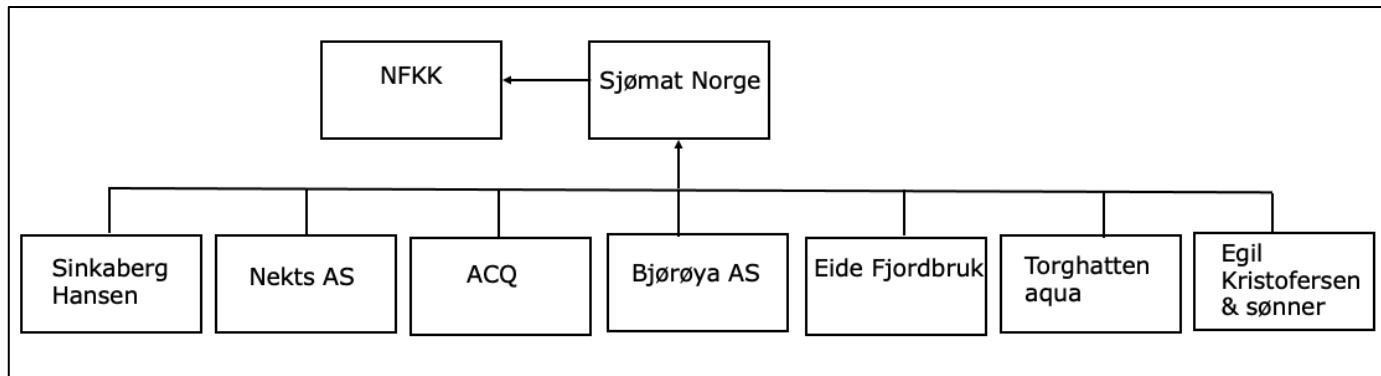 NFKK
Sjømat Norge
Sinkaberg
Hansen
Nekts AS
ACQ
Bjørøya AS
Eide Fjordbruk
Torghatten
aqua
Egil
Kristofersen
& sønner